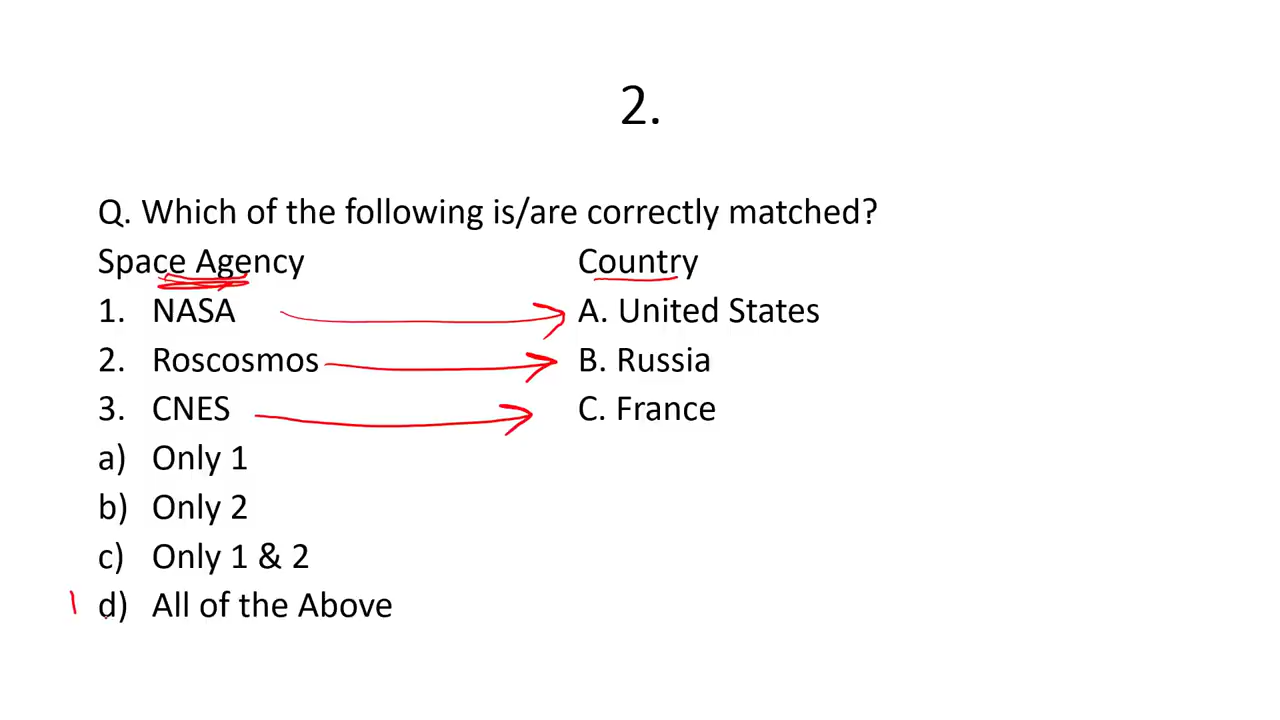 2.
Q. Which of the following is/are correctly matched?
Space Agency Country
1. NASA A. United States
2. Roscosmos B. Russia
3. CNES C. France
a) Only 1
b) Only 2
c) Only 1 & 2
d) All of the Above